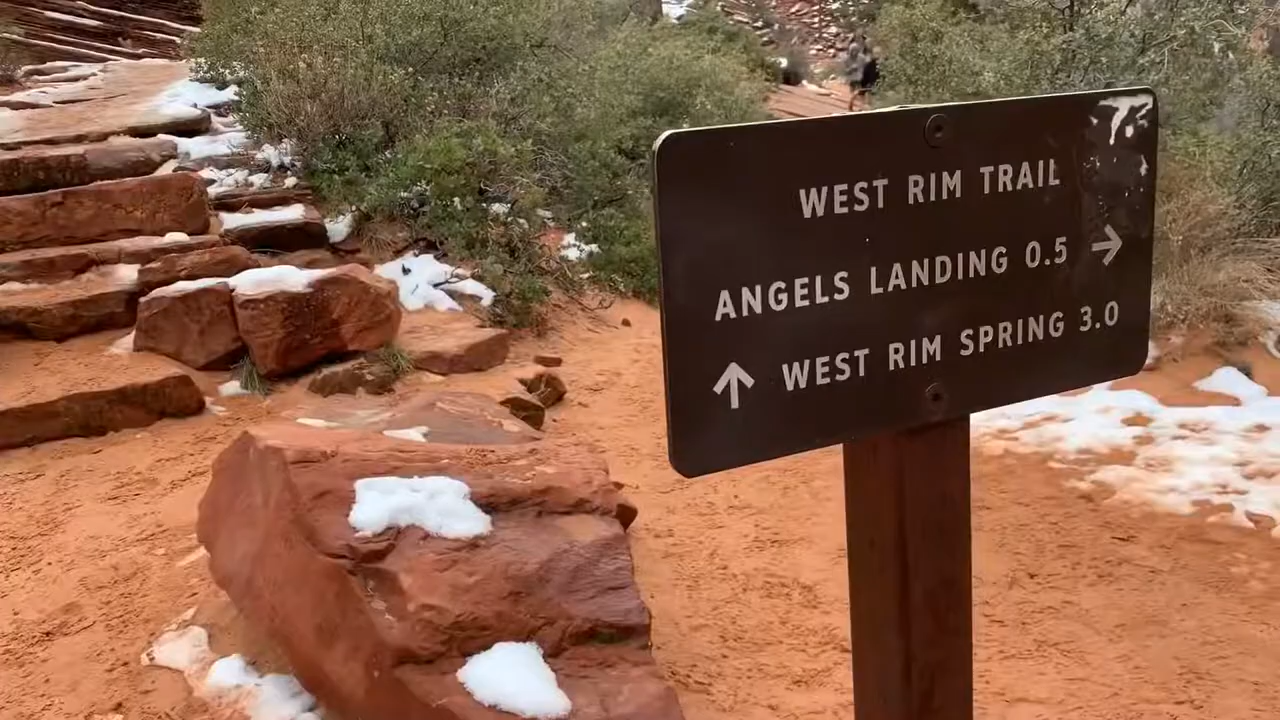 WEST RIM TRAIL
ANGELS LANDING 0.5 →
↑ WEST RIM SPRING 3.0